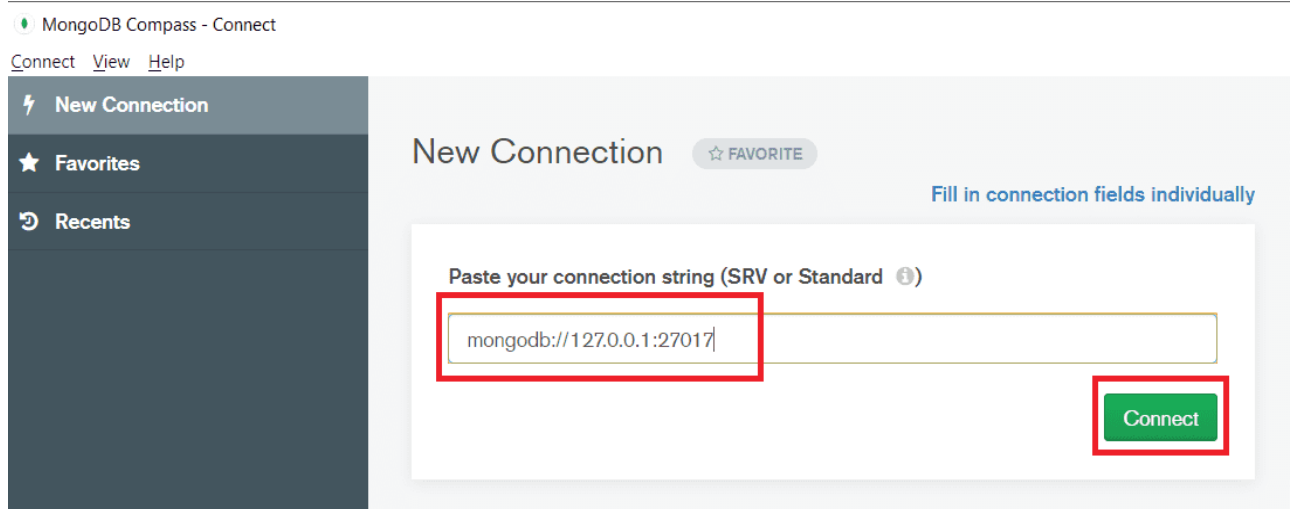 MongoDB Compass - Connect
Connect View Help
New Connection
Favorites
Recents
New Connection
FAVORITE
Fill in connection fields individually
Paste your connection string (SRV or Standard )
mongodb://127.0.0.1:27017
Connect